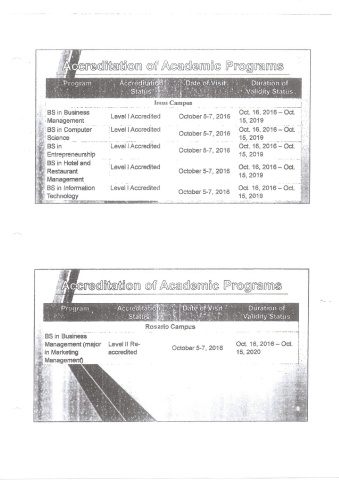 Accreditation of Academic Programs
Program Accreditation Status Date of Visit Duration of Validity Status
Imus Campus
BS in Business Management Level I Accredited October 5-7, 2016 Oct. 16, 2016 – Oct. 15, 2019
BS in Computer Science Level I Accredited October 5-7, 2016 Oct. 16, 2016 – Oct. 15, 2019
BS in Entrepreneurship Level I Accredited October 5-7, 2016 Oct. 16, 2016 – Oct. 15, 2019
BS in Hotel and Restaurant Management Level I Accredited October 5-7, 2016 Oct. 16, 2016 – Oct. 15, 2019
BS in Information Technology Level I Accredited October 5-7, 2016 Oct. 16, 2016 – Oct. 15, 2019
Accreditation of Academic Programs
Program Accreditation Status Date of Visit Duration of Validity Status
Rosario Campus
BS in Business Management (major in Marketing Management) Level II Re-accredited October 5-7, 2016 Oct. 16, 2016 – Oct. 15, 2020